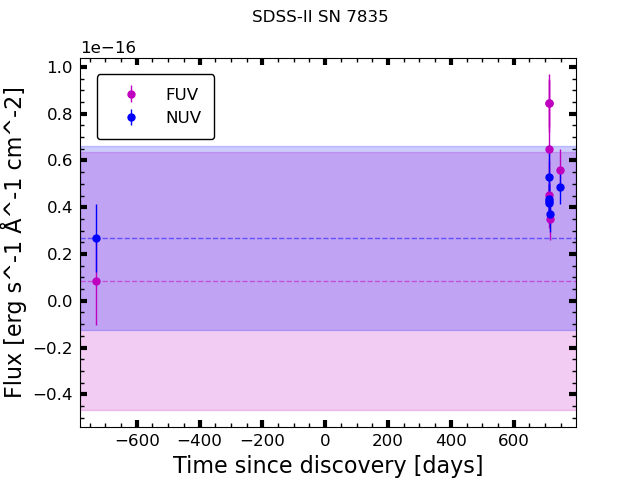 SDSS-II SN 7835
1e−16
1.0
0.8
0.6
0.4
0.2
0.0
−0.2
−0.4
Flux [erg s^-1 Å^-1 cm^-2]
FUV
NUV
−600 −400 −200 0 200 400 600
Time since discovery [days]